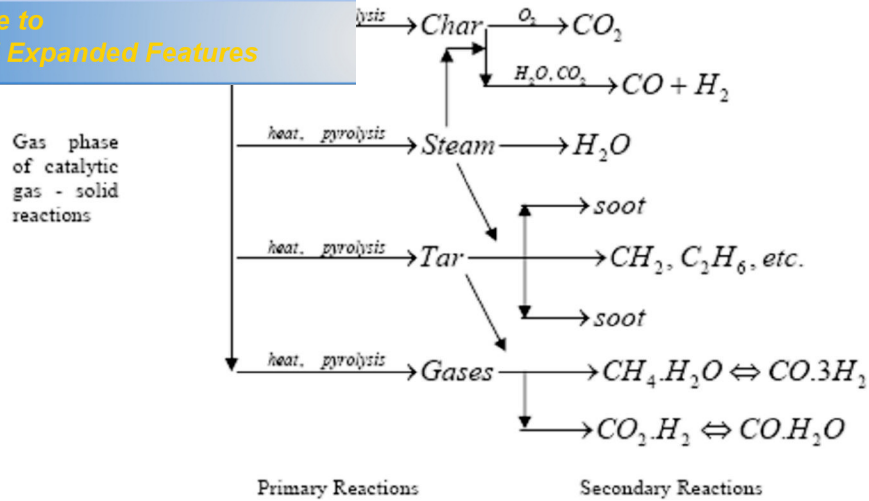 e to
Expanded Features
lysis Char O₂ CO₂
H₂O, CO₂ CO + H₂
Gas phase
of catalytic
gas - solid
reactions
heat, pyrolysis Steam H₂O
soot
heat, pyrolysis Tar CH₂, C₂H₆, etc.
soot
heat, pyrolysis Gases CH₄.H₂O ⇔ CO.3H₂
CO₂.H₂ ⇔ CO.H₂O
Primary Reactions Secondary Reactions